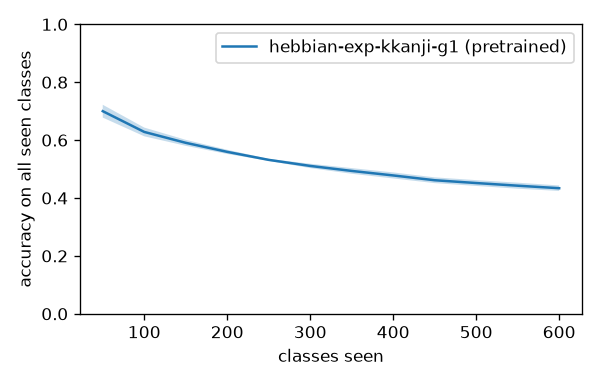 1.0
0.8
0.6
0.4
0.2
0.0
accuracy on all seen classes
hebbian-exp-kkanji-g1 (pretrained)
100 200 300 400 500 600
classes seen